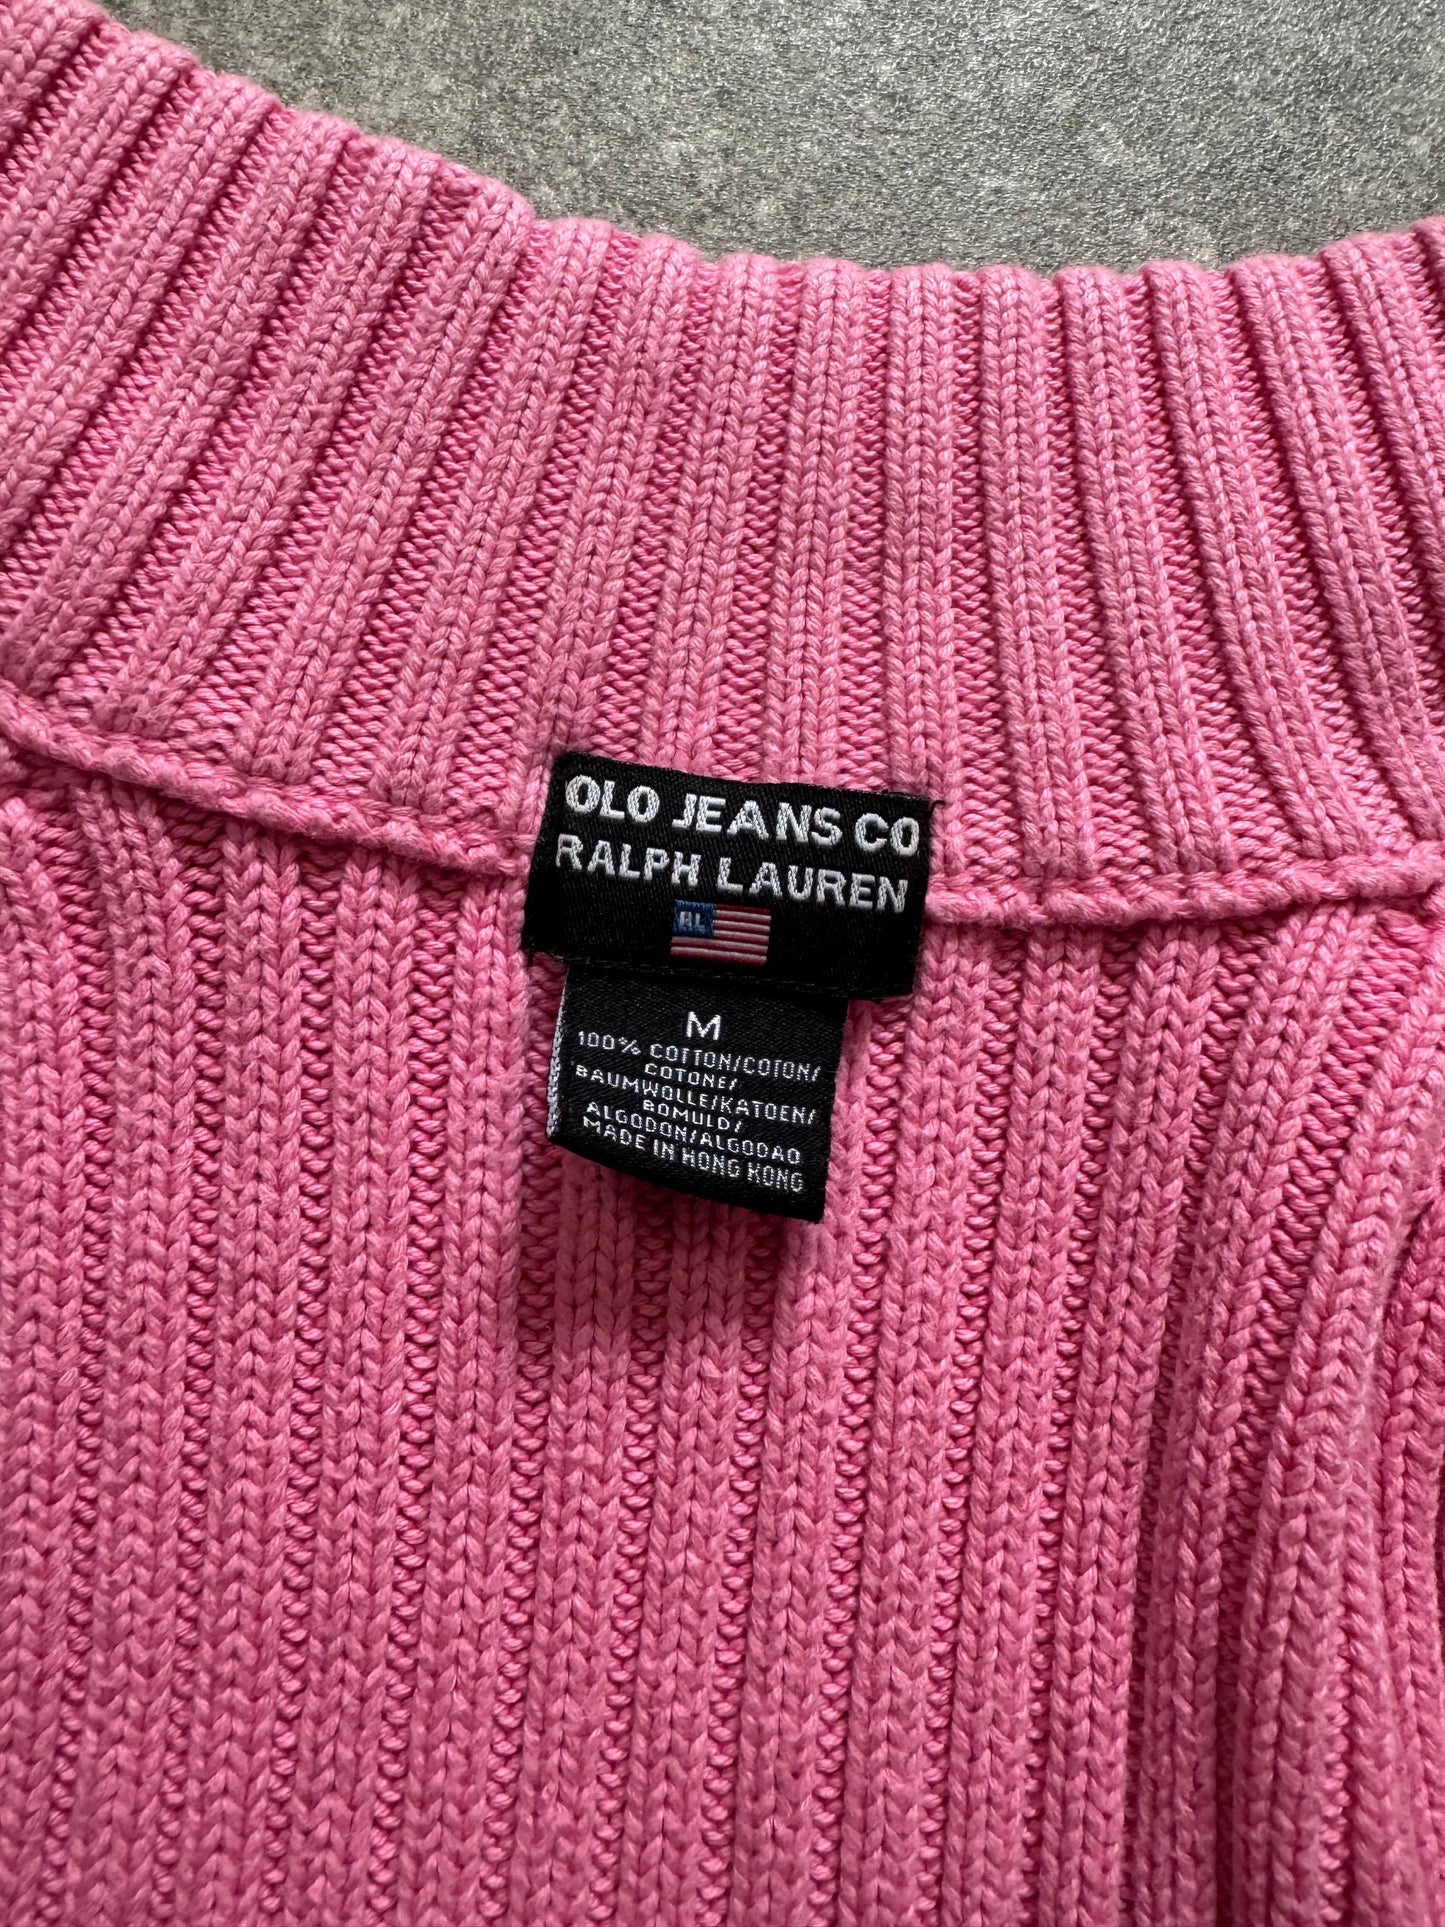 OLO JEANS CO
RALPH LAUREN
RL
M
100% COTTON/COTON/
COTONE/
BAUMWOLLE/KATOEN/
BOMULD/
ALGODON/ALGODAO
MADE IN HONG KONG